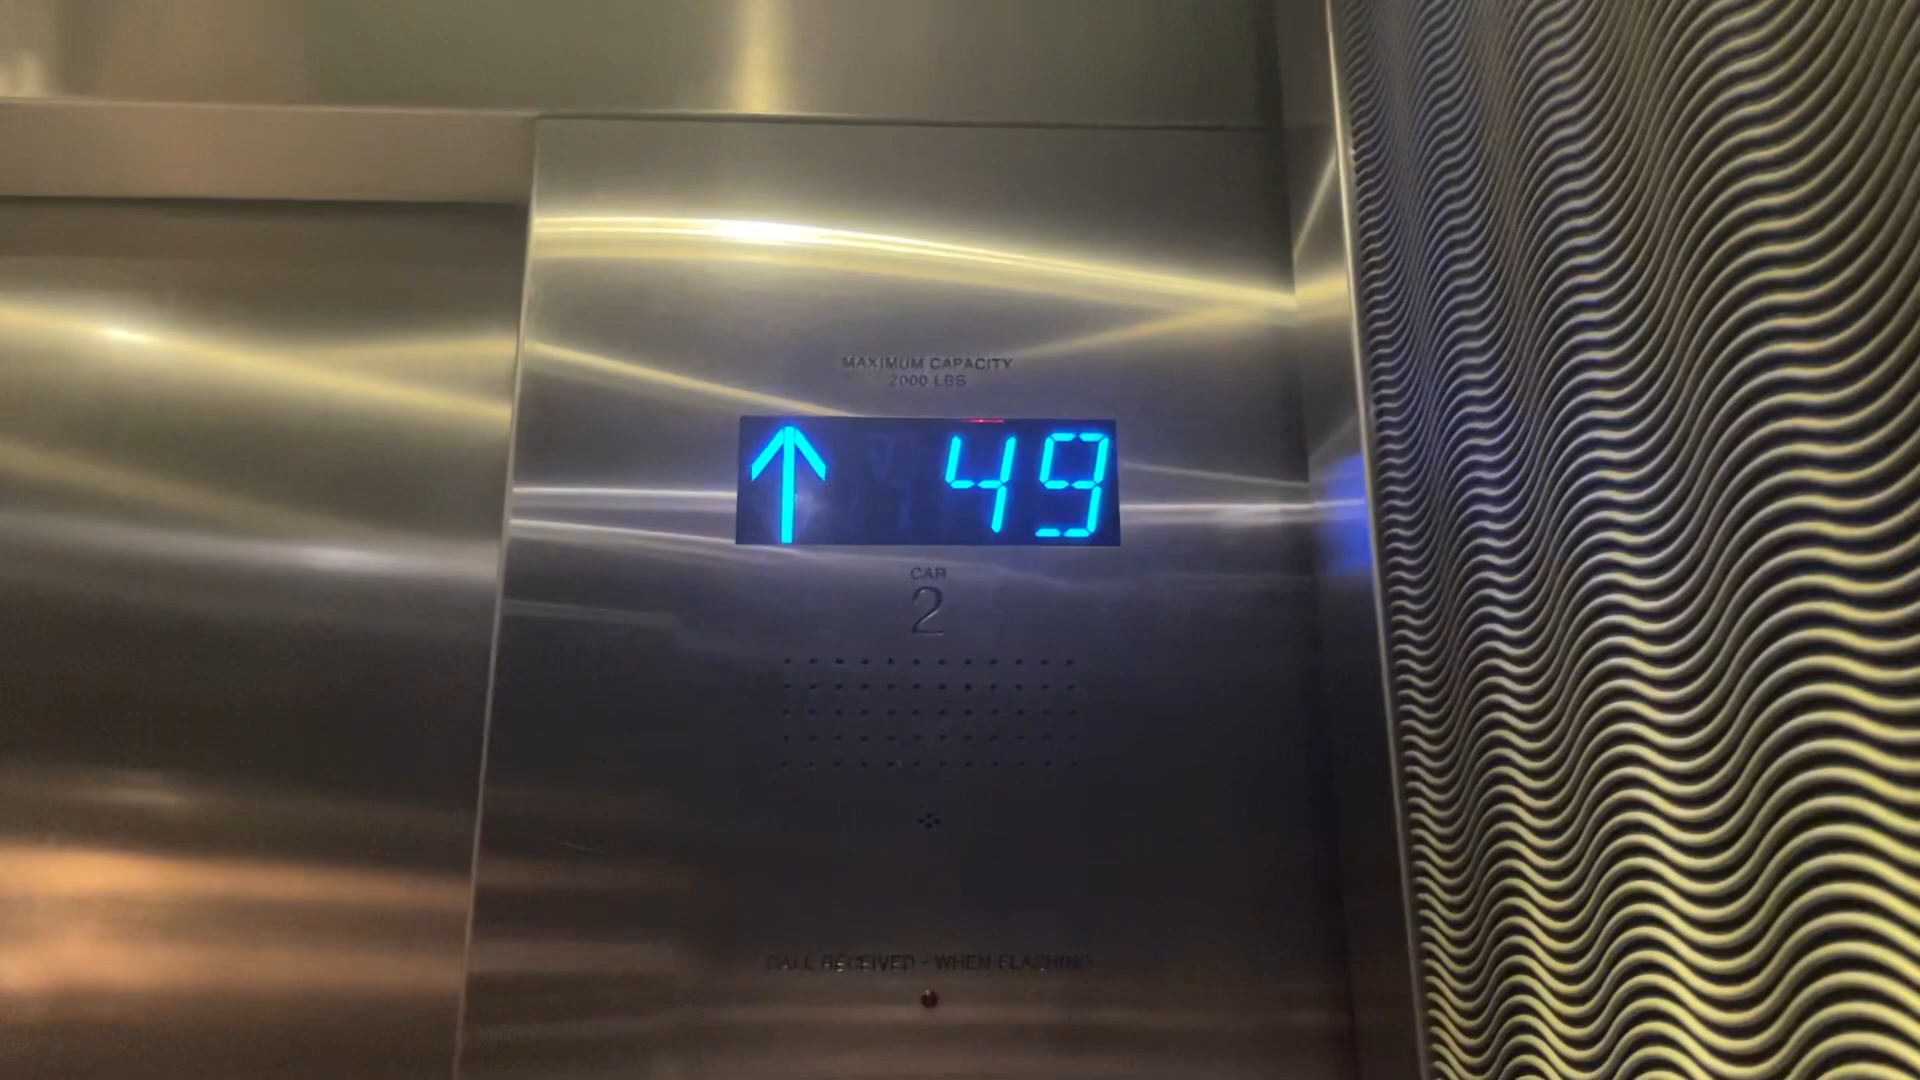 MAXIMUM CAPACITY
2000 LBS
↑ 49
CAR
2
CALL RECEIVED - WHEN FLASHING